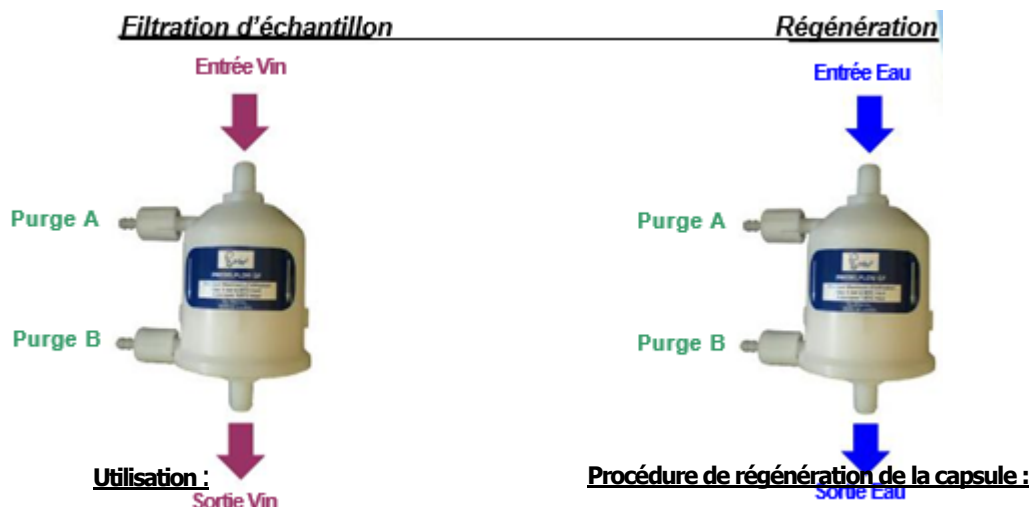 Filtration d'échantillon
Régénération
Entrée Vin
Entrée Eau
Purge A
Purge A
Purge B
Purge B
Utilisation :
Procédure de régénération de la capsule :
Sortie Vin
Sortie Eau